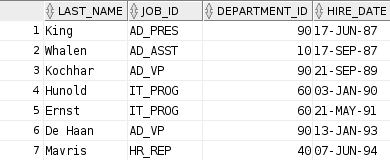 LAST_NAME JOB_ID DEPARTMENT_ID HIRE_DATE
1 King AD_PRES 90 17-JUN-87
2 Whalen AD_ASST 10 17-SEP-87
3 Kochhar AD_VP 90 21-SEP-89
4 Hunold IT_PROG 60 03-JAN-90
5 Ernst IT_PROG 60 21-MAY-91
6 De Haan AD_VP 90 13-JAN-93
7 Mavris HR_REP 40 07-JUN-94